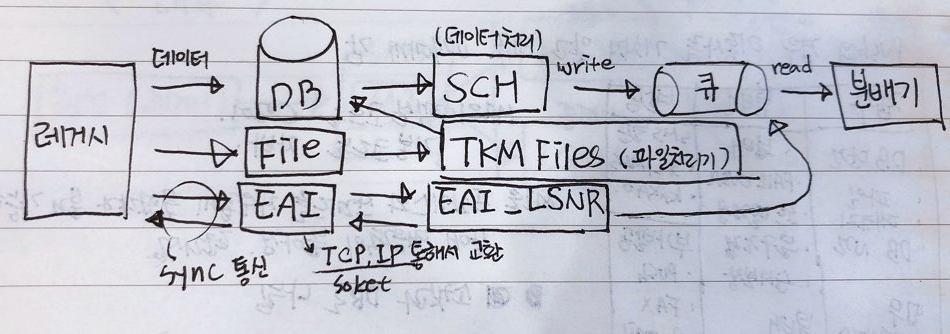 데이터
(데이터처리)
write
read
레거시
DB
SCH
큐
분배기
File
TKM Files (파일처리기)
EAI
EAI_LSNR
Sync 통신
TCP, IP 통해서 교환
Soket